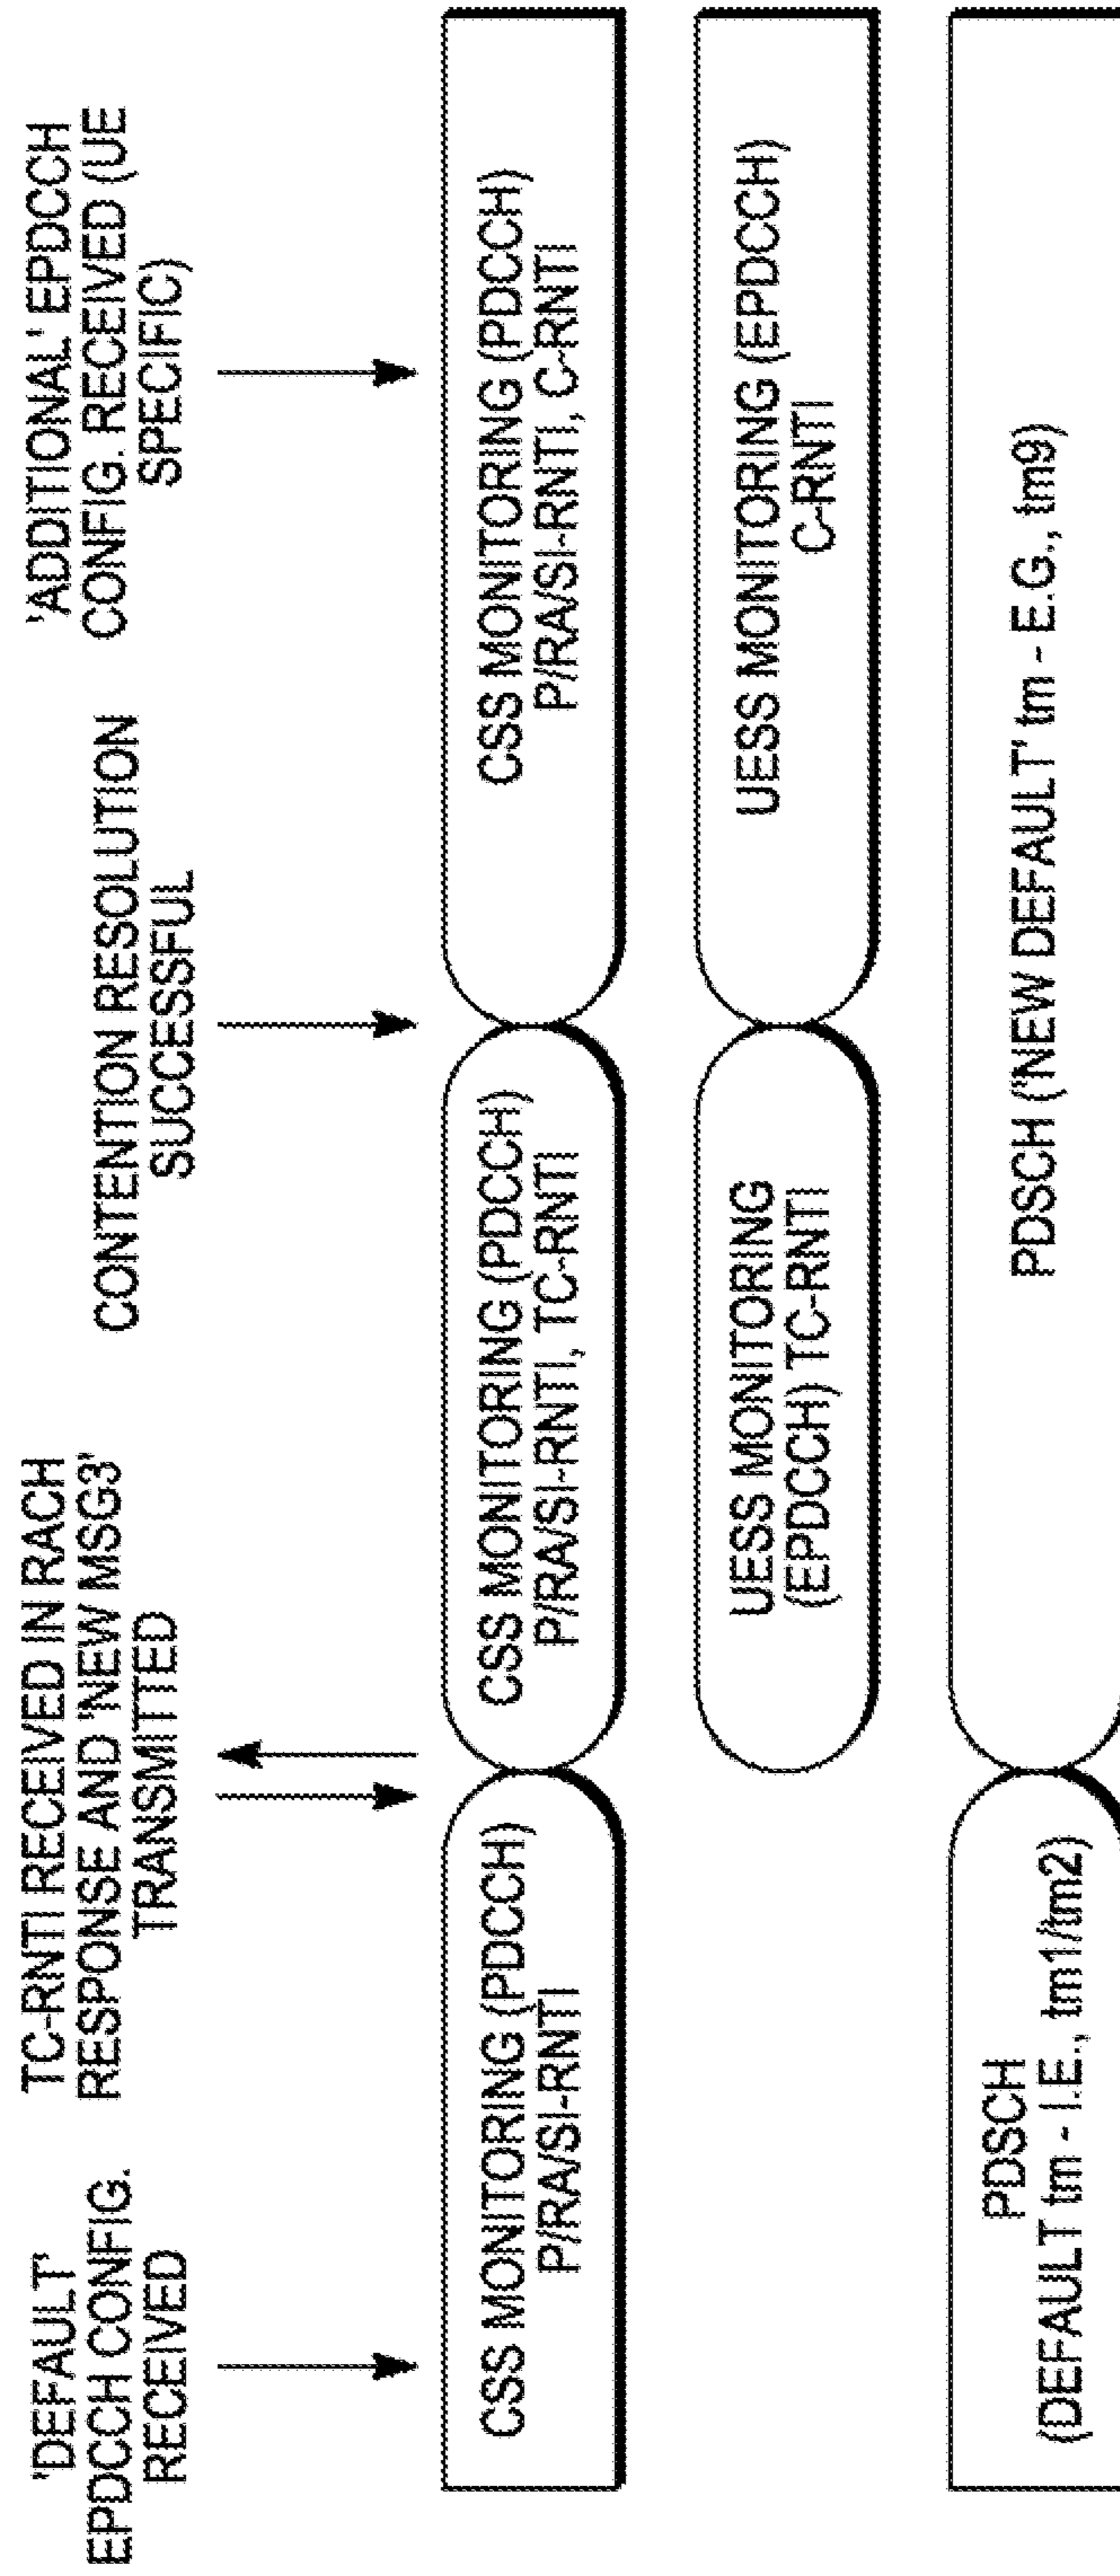 'DEFAULT'
EPDCCH CONFIG.
RECEIVED
TC-RNTI RECEIVED IN RACH
RESPONSE AND 'NEW MSG3'
TRANSMITTED
CONTENTION RESOLUTION
SUCCESSFUL
'ADDITIONAL' EPDCCH
CONFIG. RECEIVED (UE
SPECIFIC)
CSS MONITORING (PDCCH)
P/RA/SI-RNTI
CSS MONITORING (PDCCH)
P/RA/SI-RNTI, TC-RNTI
CSS MONITORING (PDCCH)
P/RA/SI-RNTI, C-RNTI
UESS MONITORING
(EPDCCH) TC-RNTI
UESS MONITORING (EPDCCH)
C-RNTI
PDSCH
(DEFAULT tm - I.E., tm1/tm2)
PDSCH ('NEW DEFAULT' tm - E.G., tm9)